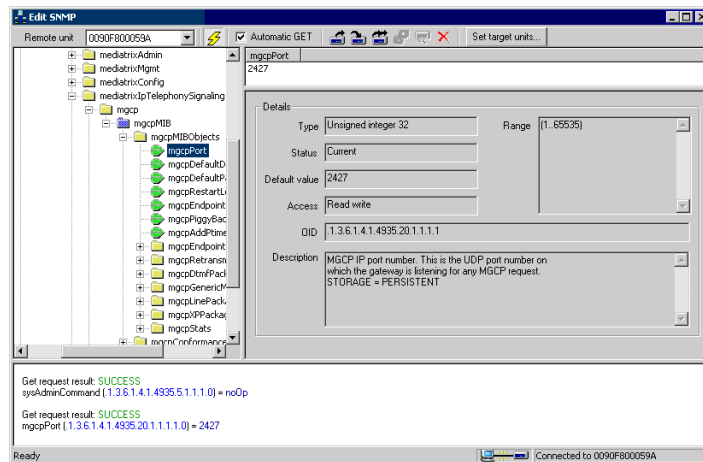 Edit SNMP
Remote unit 0090F800059A Automatic GET Set target units...
mediatrixAdmin
mediatrixMgmt
mediatrixConfig
mediatrixIpTelephonySignaling
mgcp
mgcpMIB
mgcpMIBObjects
mgcpPort
mgcpDefaultD
mgcpDefaultP
mgcpRestartL
mgcpEndpoint
mgcpPiggyBac
mgcpAddPtime
mgcpEndpoint
mgcpRetransn
mgcpDtmfPack
mgcpGenericM
mgcpLinePack
mgcpXPPackag
mgcpStats
mgcpConformance
mgcpPort
2427
Details
Type Unsigned integer 32 Range (1..65535)
Status Current
Default value 2427
Access Read write
OID .1.3.6.1.4.1.4935.20.1.1.1.1
Description MGCP IP port number. This is the UDP port number on
which the gateway is listening for any MGCP request.
STORAGE = PERSISTENT
Get request result: SUCCESS
sysAdminCommand (.1.3.6.1.4.1.4935.5.1.1.1.0) = noOp
Get request result: SUCCESS
mgcpPort (.1.3.6.1.4.1.4935.20.1.1.1.1.0) = 2427
Ready Connected to 0090F800059A